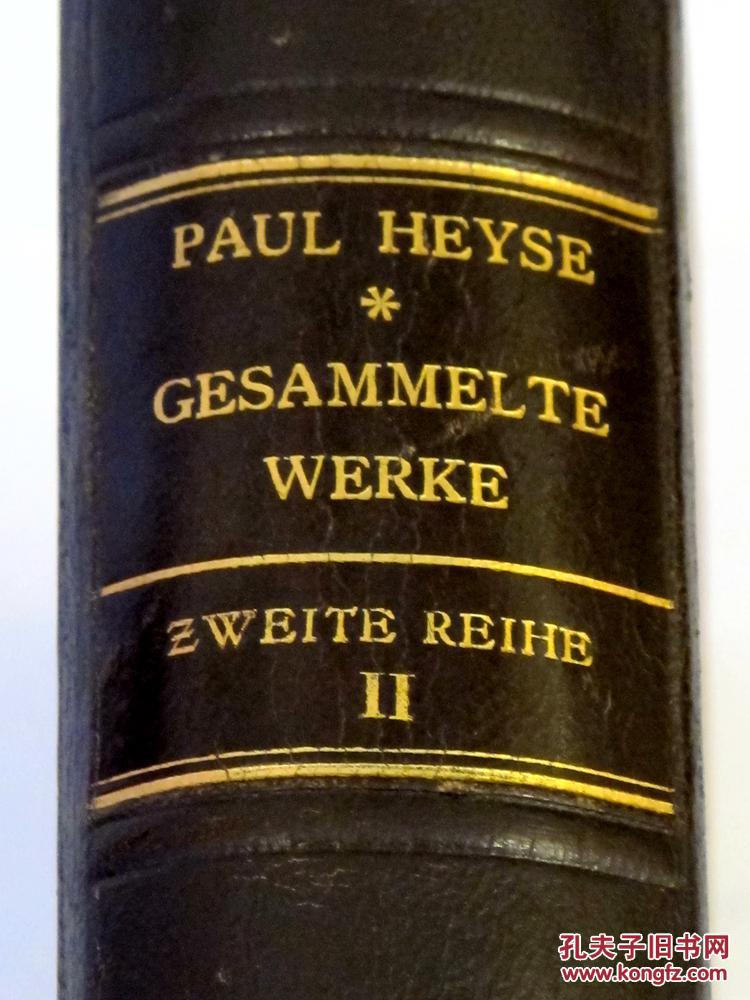 PAUL HEYSE
*
GESAMMELTE
WERKE
ZWEITE REIHE
II
孔夫子旧书网
www.kongfz.com